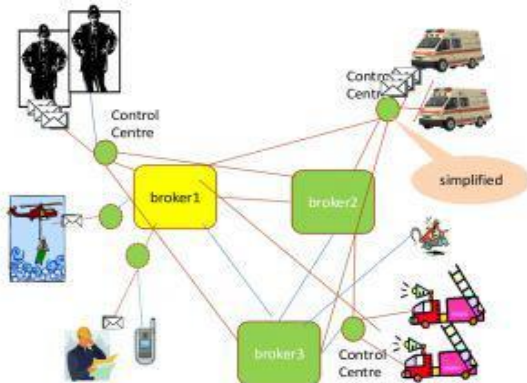 Control
Centre
Control
Centre
simplified
broker1
broker2
broker3
Control
Centre